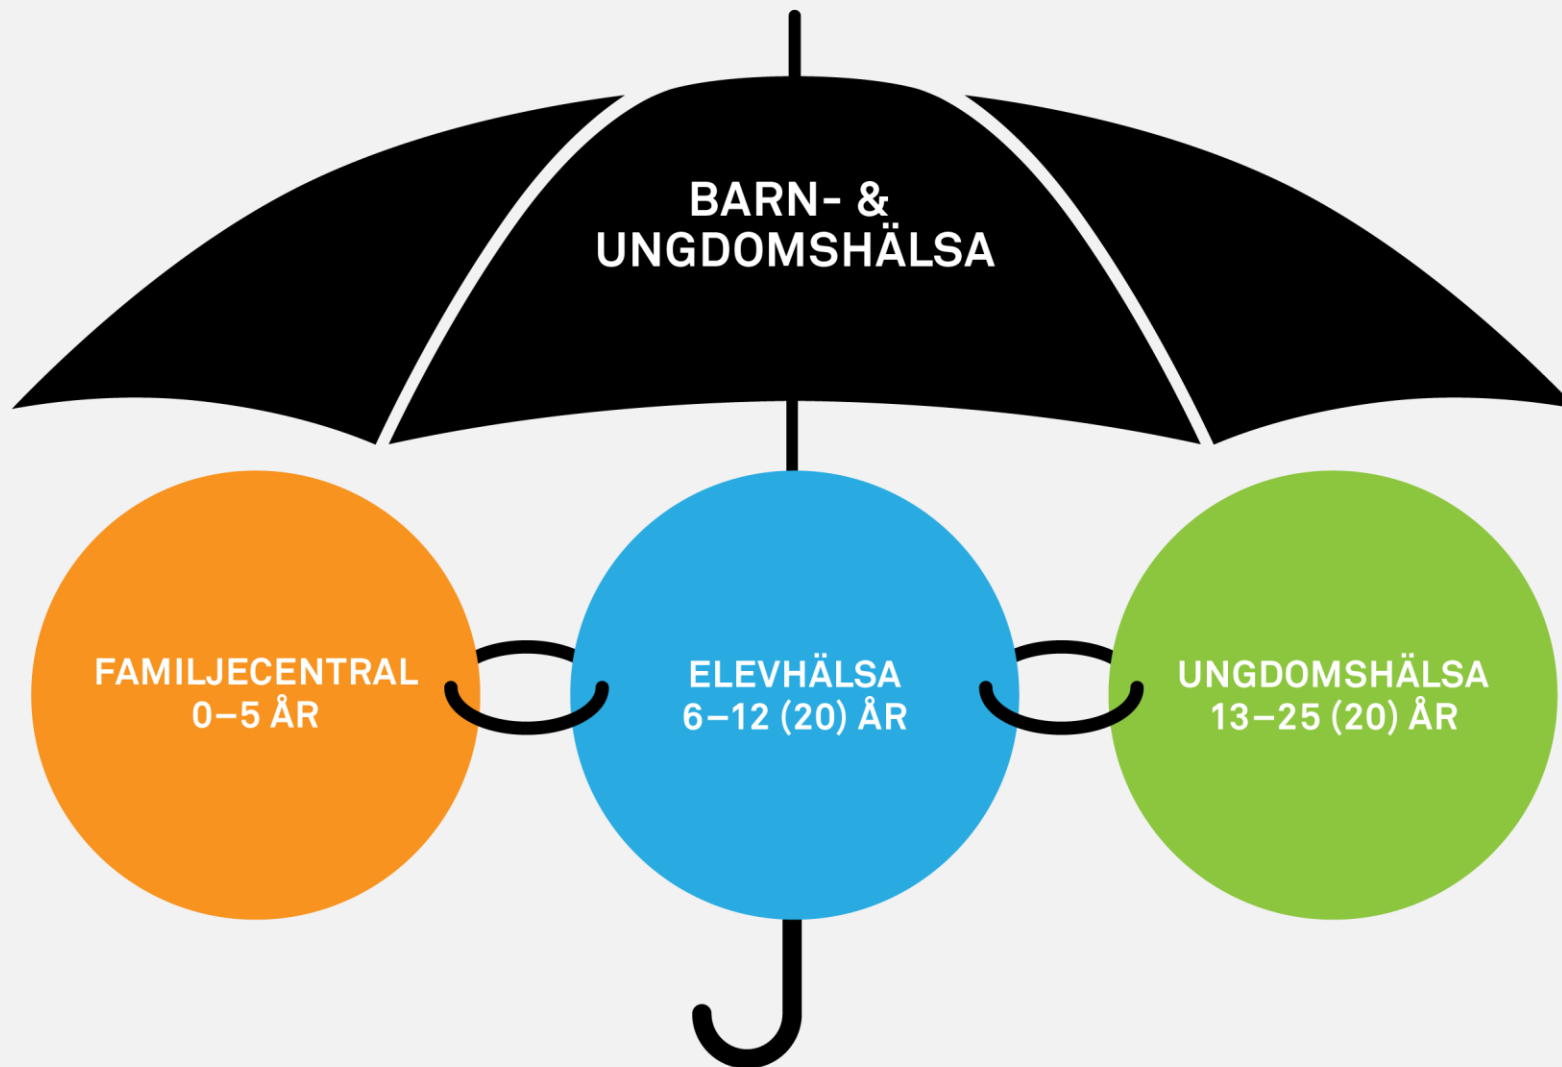 BARN- &
UNGDOMSHÄLSA
FAMILJECENTRAL
0–5 ÅR
ELEVHÄLSA
6–12 (20) ÅR
UNGDOMSHÄLSA
13–25 (20) ÅR